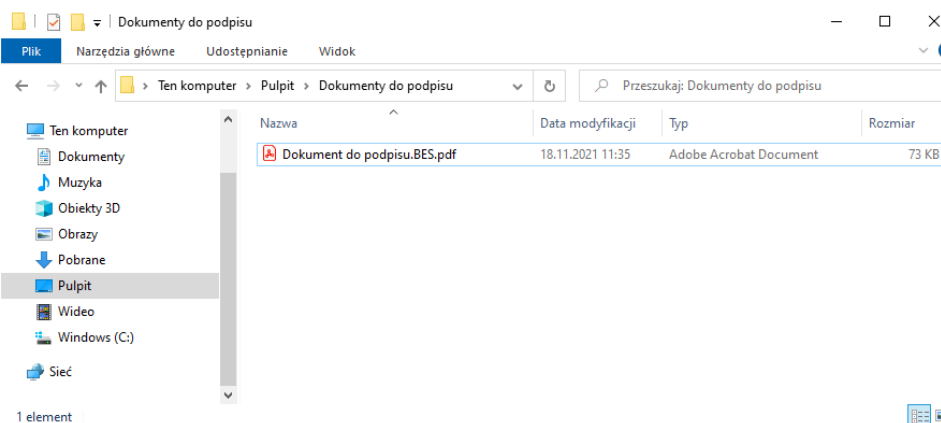 Dokumenty do podpisu
Plik Narzędzia główne Udostępnianie Widok
Ten komputer › Pulpit › Dokumenty do podpisu
Przeszukaj: Dokumenty do podpisu
Ten komputer
Dokumenty
Muzyka
Obiekty 3D
Obrazy
Pobrane
Pulpit
Wideo
Windows (C:)
Sieć
Nazwa Data modyfikacji Typ Rozmiar
Dokument do podpisu.BES.pdf 18.11.2021 11:35 Adobe Acrobat Document 73 KB
1 element